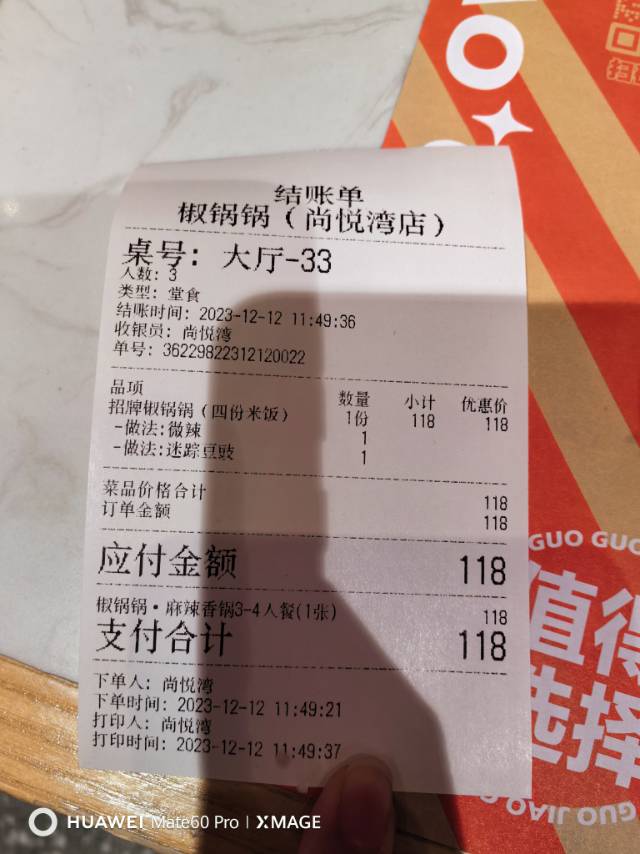 结账单
椒锅锅（尚悦湾店）
桌号: 大厅-33
人数: 3
类型: 堂食
结账时间: 2023-12-12 11:49:36
收银员: 尚悦湾
单号: 36229822312120022
品项 数量 小计 优惠价
招牌椒锅锅（四份米饭） 1份 118 118
-做法:微辣 1
-做法:迷踪豆豉 1
菜品价格合计 118
订单金额 118
应付金额 118
椒锅锅•麻辣香锅3-4人餐(1张) 118
支付合计 118
下单人: 尚悦湾
下单时间: 2023-12-12 11:49:21
打印人: 尚悦湾
打印时间: 2023-12-12 11:49:37
GUO GUO
值得
选择
GUO JIAO G
HUAWEI Mate60 Pro | XMAGE